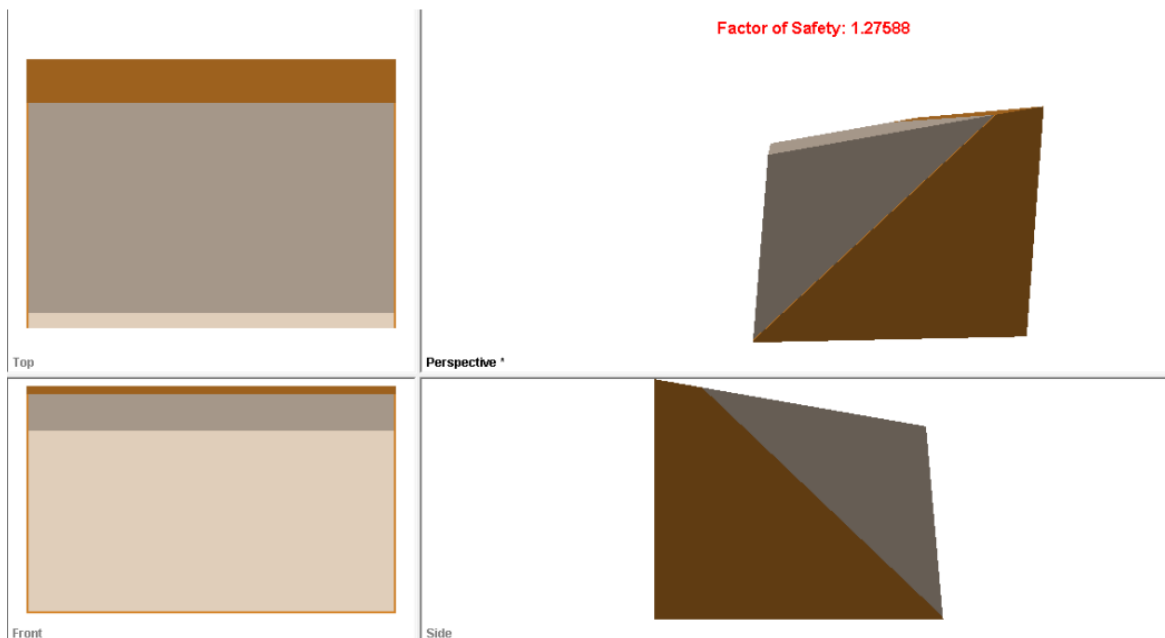 Factor of Safety: 1.27588
Top
Perspective *
Front
Side